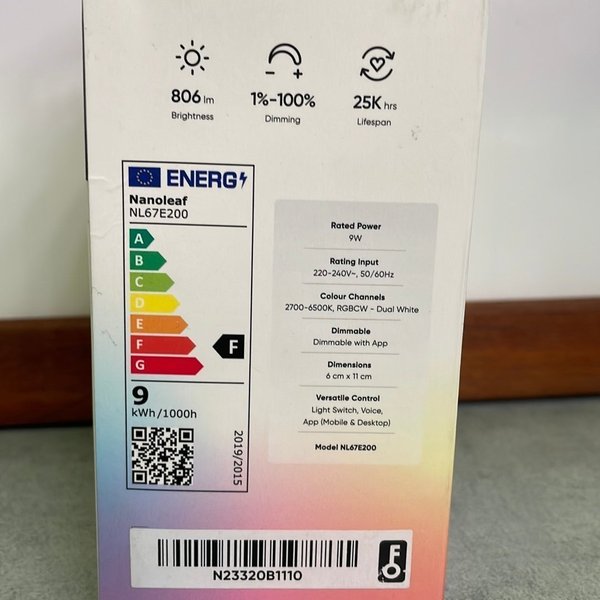 806 lm
Brightness
1%-100%
Dimming
25K hrs
Lifespan
ENERG
Nanoleaf
NL67E200
A
B
C
D
E
F
G
F
9
kWh/1000h
2019/2015
Rated Power
9W
Rating Input
220-240V~, 50/60Hz
Colour Channels
2700-6500K, RGBCW - Dual White
Dimmable
Dimmable with App
Dimensions
6 cm x 11 cm
Versatile Control
Light Switch, Voice,
App (Mobile & Desktop)
Model NL67E200
N23320B1110
F